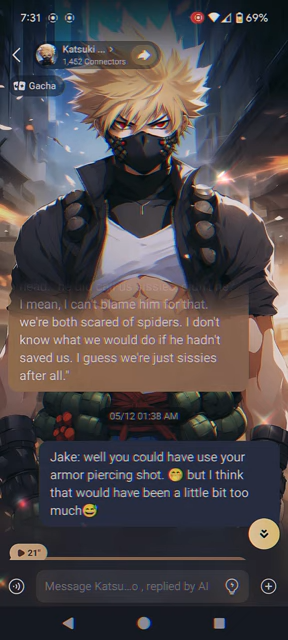 7:31
69%
Katsuki ... >
1,452 Connectors
Gacha
I mean, I can't blame him for that.
we're both scared of spiders. I don't
know what we would do if he hadn't
saved us. I guess we're just sissies
after all."
05/12 01:38 AM
Jake: well you could have use your
armor piercing shot. 🤭 but I think
that would have been a little bit too
much😅
21"
Message Katsu...o , replied by AI